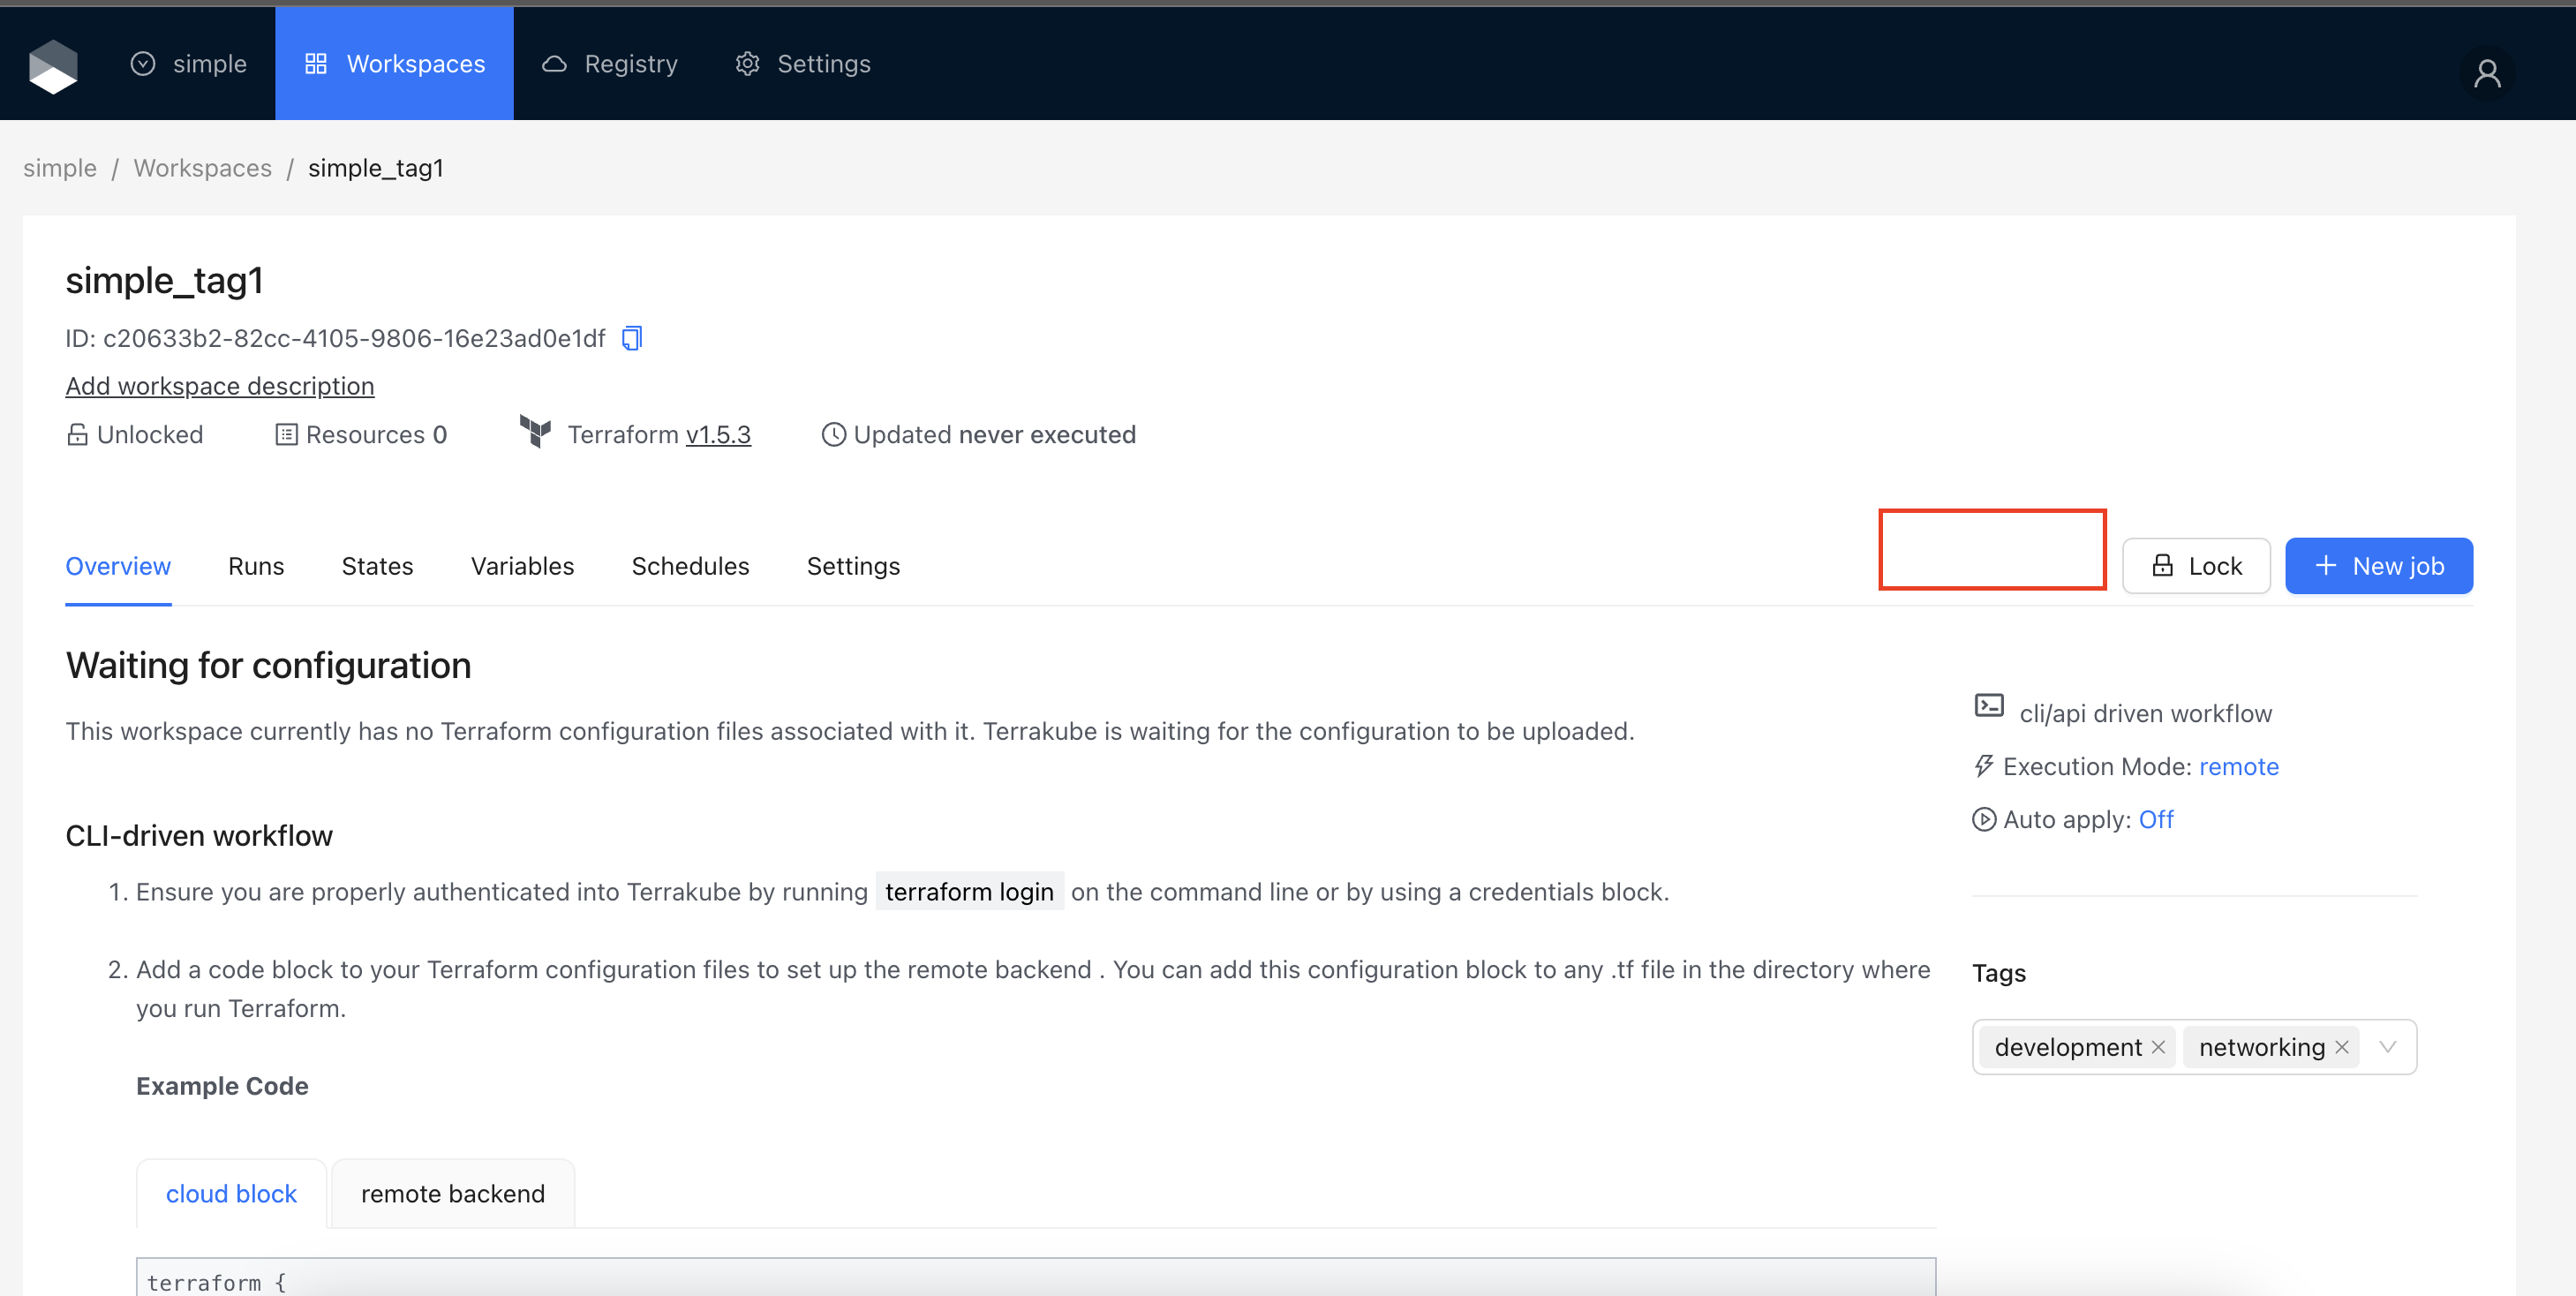 simple Workspaces Registry Settings
simple / Workspaces / simple_tag1
simple_tag1
ID: c20633b2-82cc-4105-9806-16e23ad0e1df
Add workspace description
Unlocked Resources 0 Terraform v1.5.3 Updated never executed
Overview Runs States Variables Schedules Settings Lock + New job
Waiting for configuration
This workspace currently has no Terraform configuration files associated with it. Terrakube is waiting for the configuration to be uploaded.
CLI-driven workflow
1. Ensure you are properly authenticated into Terrakube by running terraform login on the command line or by using a credentials block.
2. Add a code block to your Terraform configuration files to set up the remote backend . You can add this configuration block to any .tf file in the directory where
you run Terraform.
Example Code
cloud block remote backend
terraform {
cli/api driven workflow
Execution Mode: remote
Auto apply: Off
Tags
development networking